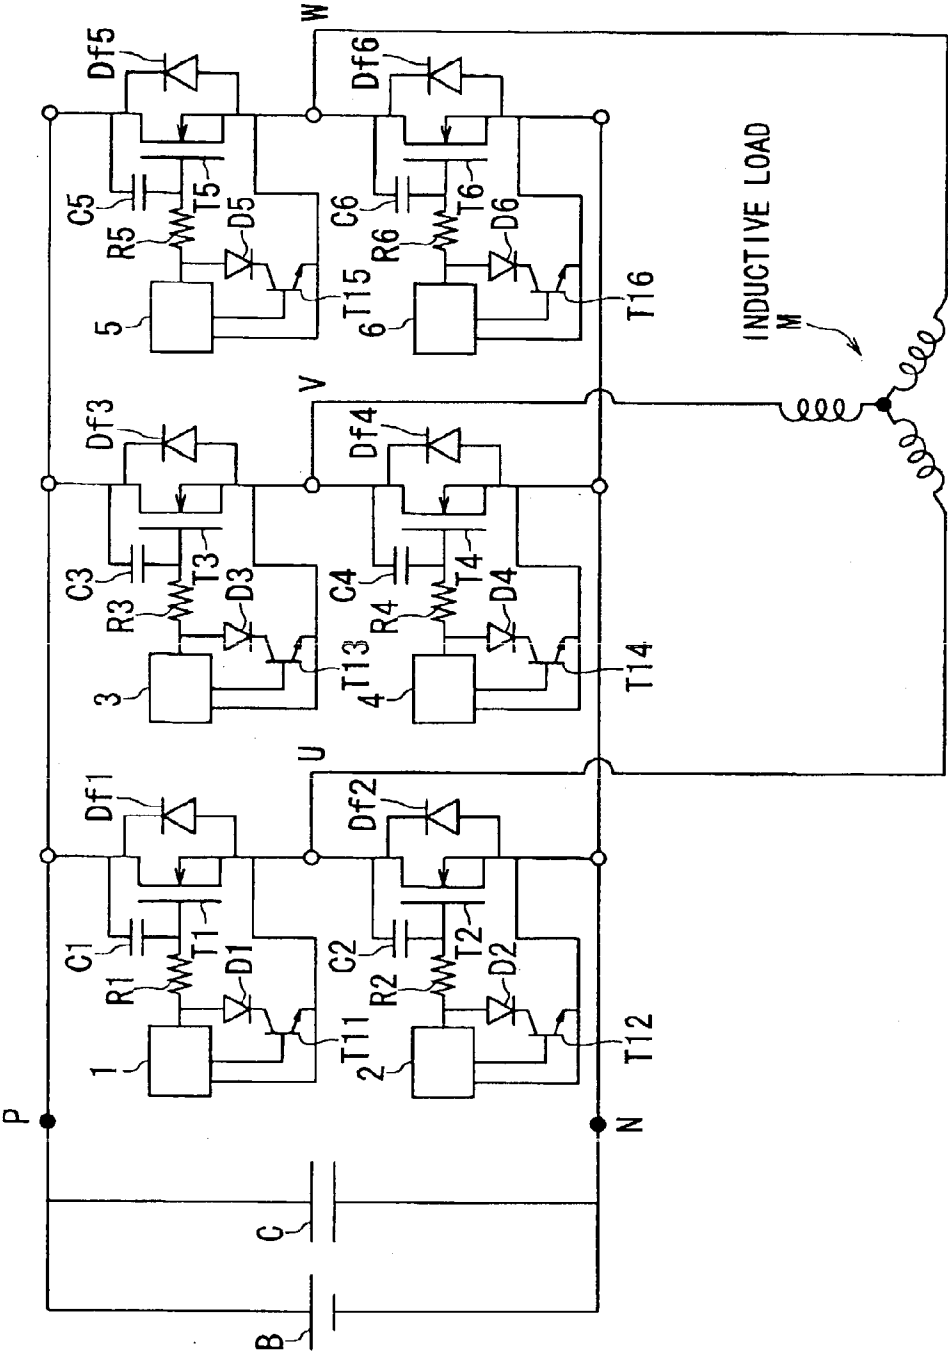 B
C
P
N
1
C1
R1
T1
D1
T11
Df1
U
2
C2
R2
T2
D2
T12
Df2
3
C3
R3
T3
D3
T13
Df3
V
4
C4
R4
T4
D4
T14
Df4
5
C5
R5
T5
D5
T15
Df5
W
6
C6
R6
T6
D6
T16
Df6
INDUCTIVE LOAD
M